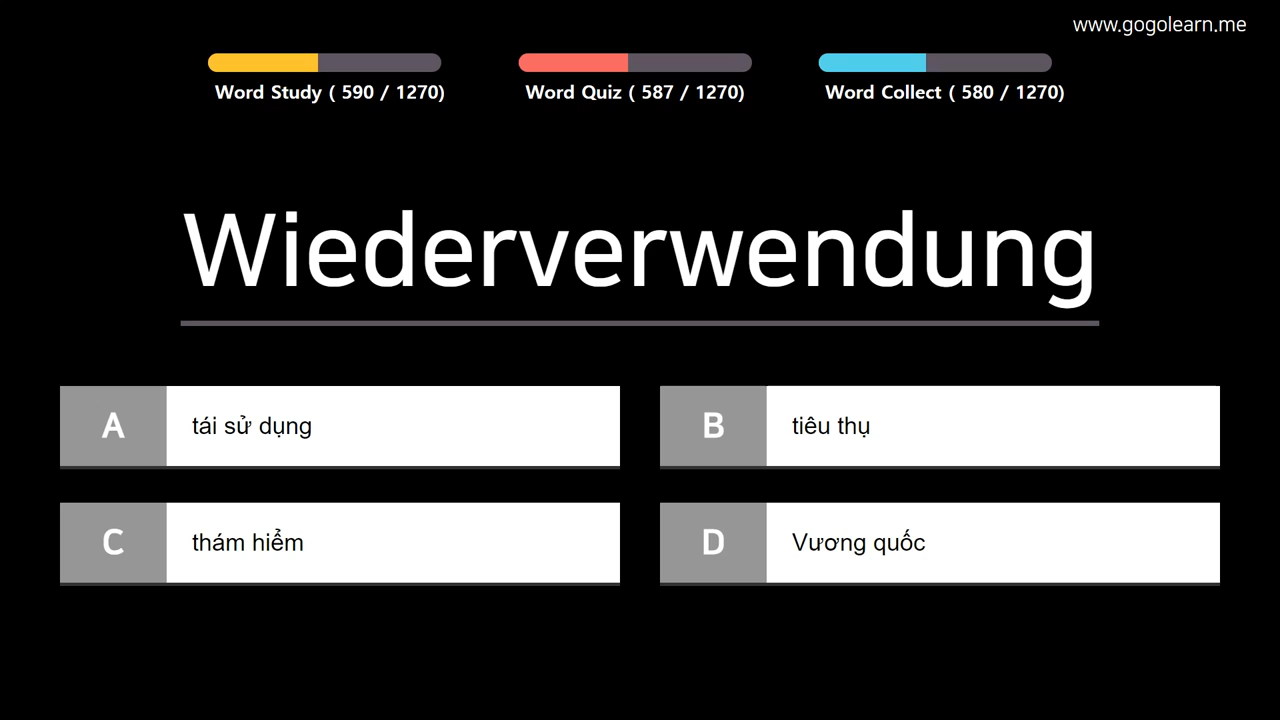 www.gogolearn.me
Word Study ( 590 / 1270)
Word Quiz ( 587 / 1270)
Word Collect ( 580 / 1270)
Wiederverwendung
A tái sử dụng
B tiêu thụ
C thám hiểm
D Vương quốc